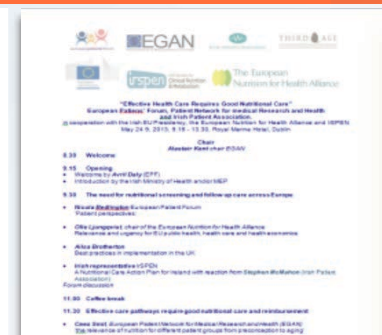 EGAN
THIRD AGE
irspen
The European
Nutrition for Health Alliance
"Effective Health Care Requires Good Nutritional Care"
European Patients' Forum, Patient Network for medical Research and Health
and Irish Patient Association
in cooperation with the Irish EU Presidency, the European Nutrition for Health Alliance and ISPEN
May 24 9, 2013, 9.15 - 13.30, Royal Marine Hotel, Dublin
Chair
Alastair Kent chair EGAN
8.30 Welcome
9.15 Opening
• Welcome by Avril Daly (EPF)
• Introduction by the Irish Ministry of Health and/or MEP
9.30 The need for nutritional screening and follow up care across Europe
• Nicola Bedlington European Patient Forum
'Patient perspectives'
• Olle Ljungqvist, chair of the European Nutrition for Health Alliance
Relevance and urgency for EU public health, health care and health economics
• Ailsa Brotherton
Best practices in implementation in the UK
• Irish representative ISPEN
A Nutritional Care Action Plan for Ireland with reaction from Stephen McMahon (Irish Patient
Association)
Forum discussion
11.00 Coffee break
11.30 Effective care pathways require good nutritional care and reimbursement
• Cees Smit, European Patient Network for Medical Research and Health (EGAN)
the relevance of nutrition for different patient groups from preconception to aging